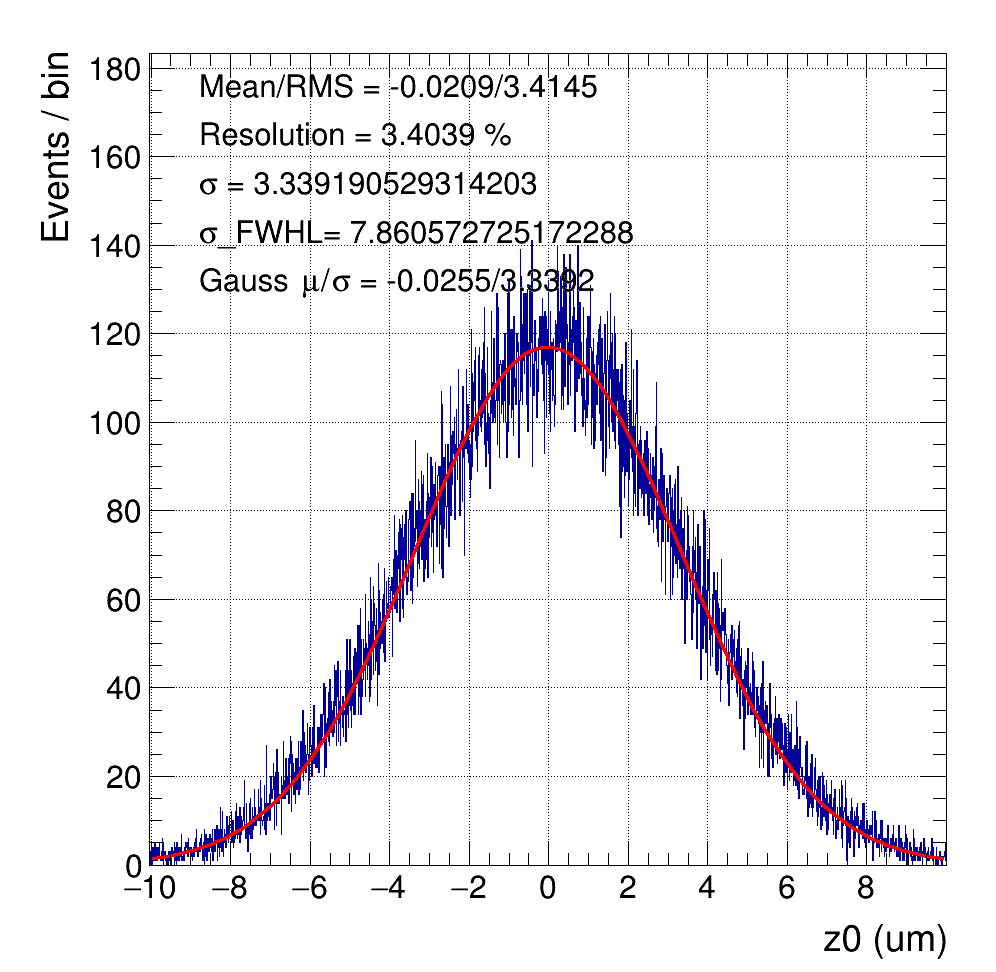 Events / bin
180
Mean/RMS = -0.0209/3.4145
Resolution = 3.4039 %
160
σ = 3.339190529314203
σ_FWHL= 7.860572725172288
140
Gauss μ/σ = -0.0255/3.3392
120
100
80
60
40
20
0
−10 −8 −6 −4 −2 0 2 4 6 8
z0 (um)